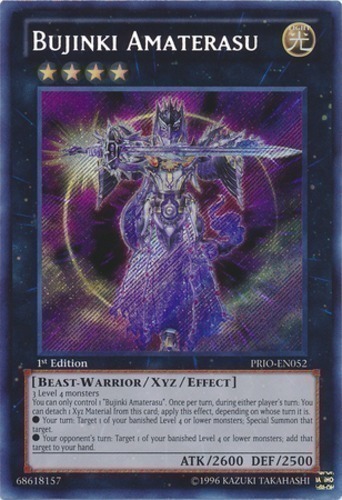 BUJINKI AMATERASU
光
1st Edition
PRIO-EN052
[BEAST-WARRIOR/XYZ/EFFECT]
3 Level 4 monsters
You can only control 1 "Bujinki Amaterasu". Once per turn, during either player's turn: You
can detach 1 Xyz Material from this card, apply this effect, depending on whose turn it is.
● Your turn: Target 1 of your banished Level 4 or lower monsters; Special Summon that
target.
● Your opponent's turn: Target 1 of your banished Level 4 or lower monsters; add that
target to your hand.
ATK/2600 DEF/2500
68618157
©1996 KAZUKI TAKAHASHI